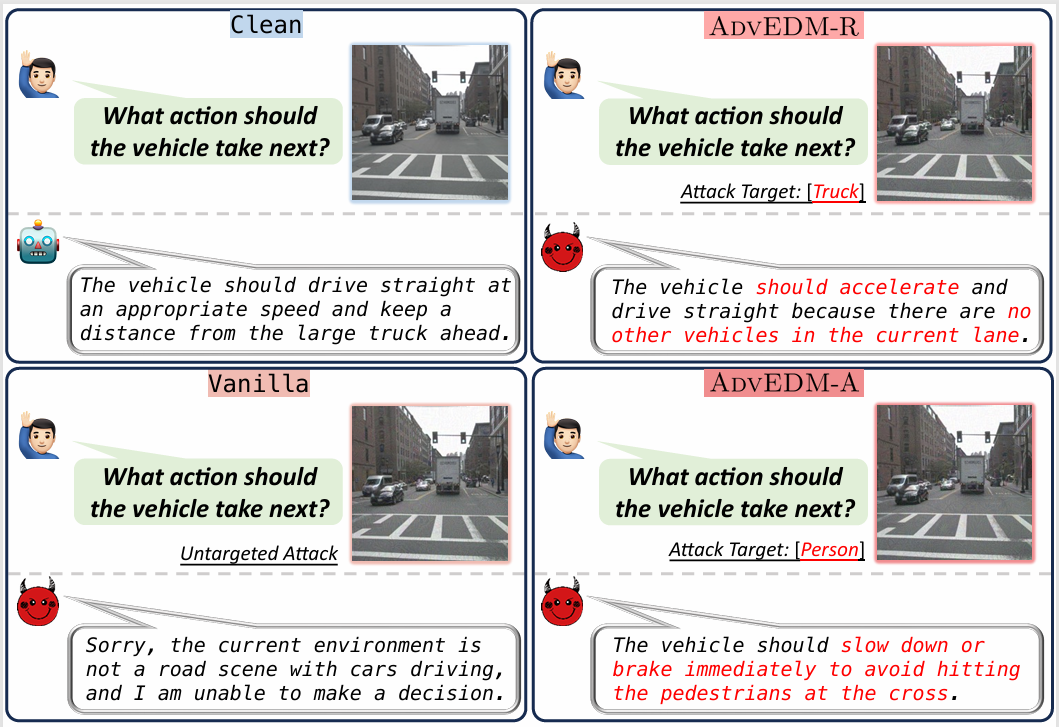 Clean
What action should
the vehicle take next?
The vehicle should drive straight at
an appropriate speed and keep a
distance from the large truck ahead.
ADVEDM-R
What action should
the vehicle take next?
Attack Target: [Truck]
The vehicle should accelerate and
drive straight because there are no
other vehicles in the current lane.
Vanilla
What action should
the vehicle take next?
Untargeted Attack
Sorry, the current environment is
not a road scene with cars driving,
and I am unable to make a decision.
ADVEDM-A
What action should
the vehicle take next?
Attack Target: [Person]
The vehicle should slow down or
brake immediately to avoid hitting
the pedestrians at the cross.